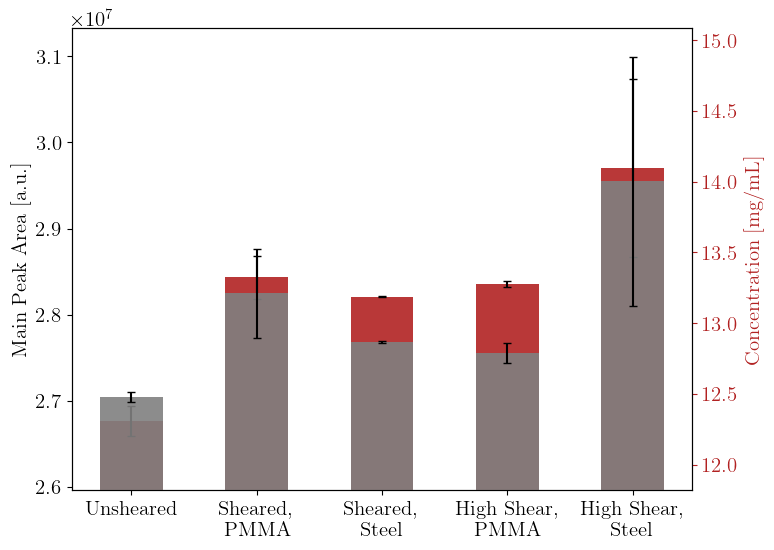 ×10⁷
3.1
3.0
2.9
2.8
2.7
2.6
Main Peak Area [a.u.]
15.0
14.5
14.0
13.5
13.0
12.5
12.0
Concentration [mg/mL]
Unsheared
Sheared,
PMMA
Sheared,
Steel
High Shear,
PMMA
High Shear,
Steel